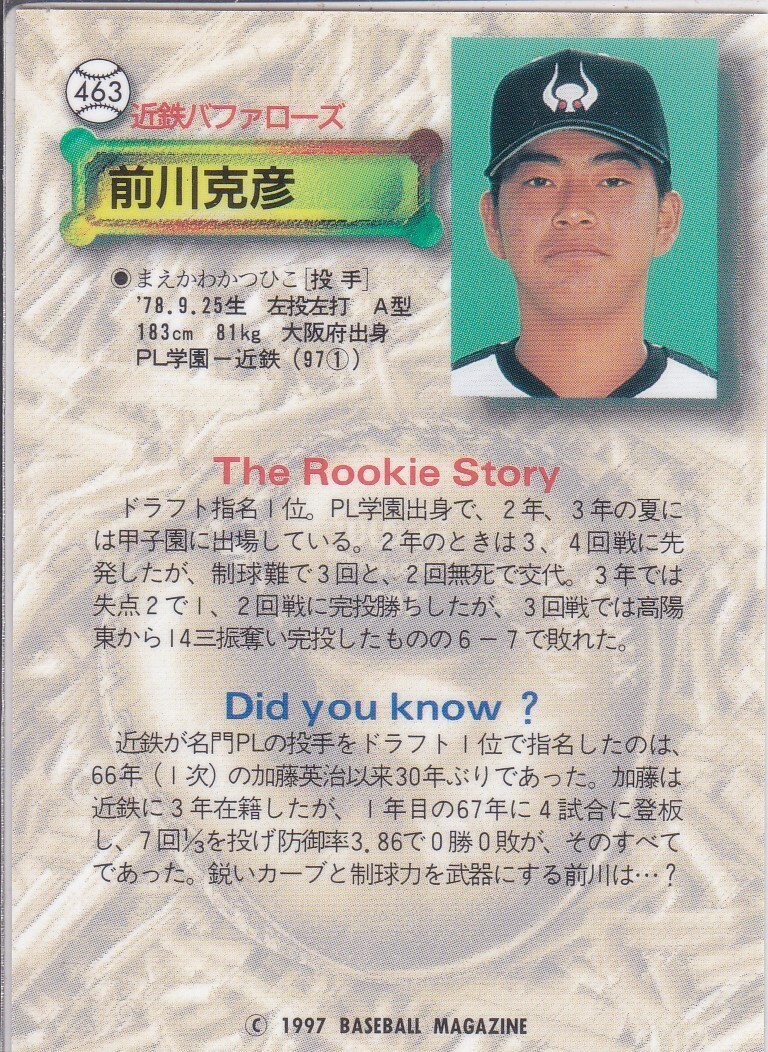 463
近鉄バファローズ
前川克彦
●まえかわかつひこ[投手]
'78.9.25生 左投左打 A型
183cm 81kg 大阪府出身
PL学園－近鉄（97①）
The Rookie Story
ドラフト指名1位。PL学園出身で、2年、3年の夏に
は甲子園に出場している。2年のときは3、4回戦に先
発したが、制球難で3回と、2回無死で交代。3年では
失点2で1、2回戦に完投勝ちしたが、3回戦では高陽
東から14三振奪い完投したものの6－7で敗れた。
Did you know ?
近鉄が名門PLの投手をドラフト1位で指名したのは、
66年（1次）の加藤英治以来30年ぶりであった。加藤は
近鉄に3年在籍したが、1年目の67年に4試合に登板
し、7回⅓を投げ防御率3.86で0勝0敗が、そのすべて
であった。鋭いカーブと制球力を武器にする前川は…？
© 1997 BASEBALL MAGAZINE